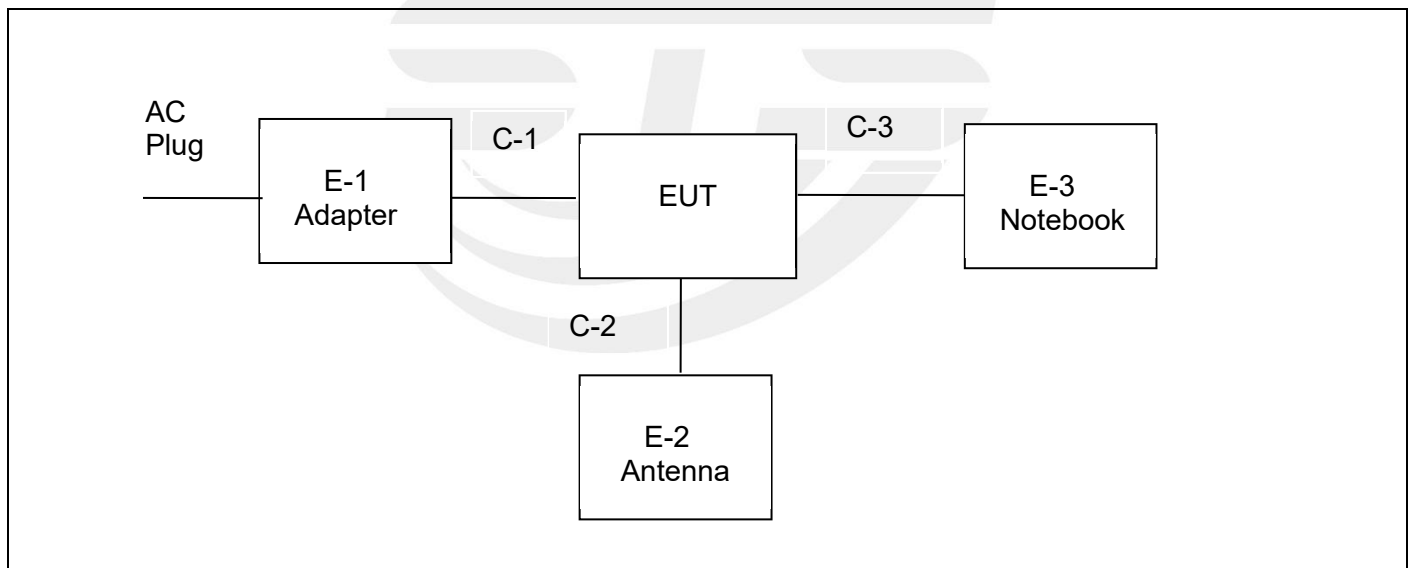 AC
Plug
E-1
Adapter
C-1
EUT
C-3
E-3
Notebook
C-2
E-2
Antenna